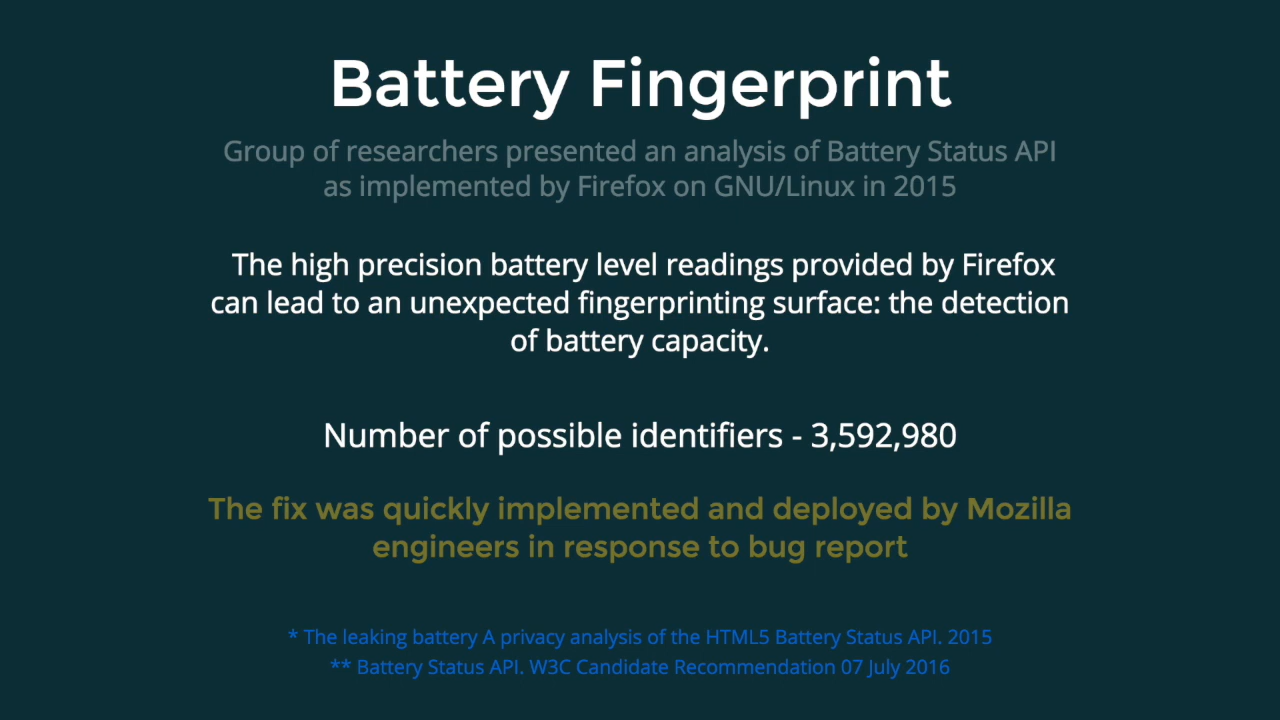 Battery Fingerprint
Group of researchers presented an analysis of Battery Status API
as implemented by Firefox on GNU/Linux in 2015
The high precision battery level readings provided by Firefox
can lead to an unexpected fingerprinting surface: the detection
of battery capacity.
Number of possible identifiers - 3,592,980
The fix was quickly implemented and deployed by Mozilla
engineers in response to bug report
* The leaking battery A privacy analysis of the HTML5 Battery Status API. 2015
** Battery Status API. W3C Candidate Recommendation 07 July 2016